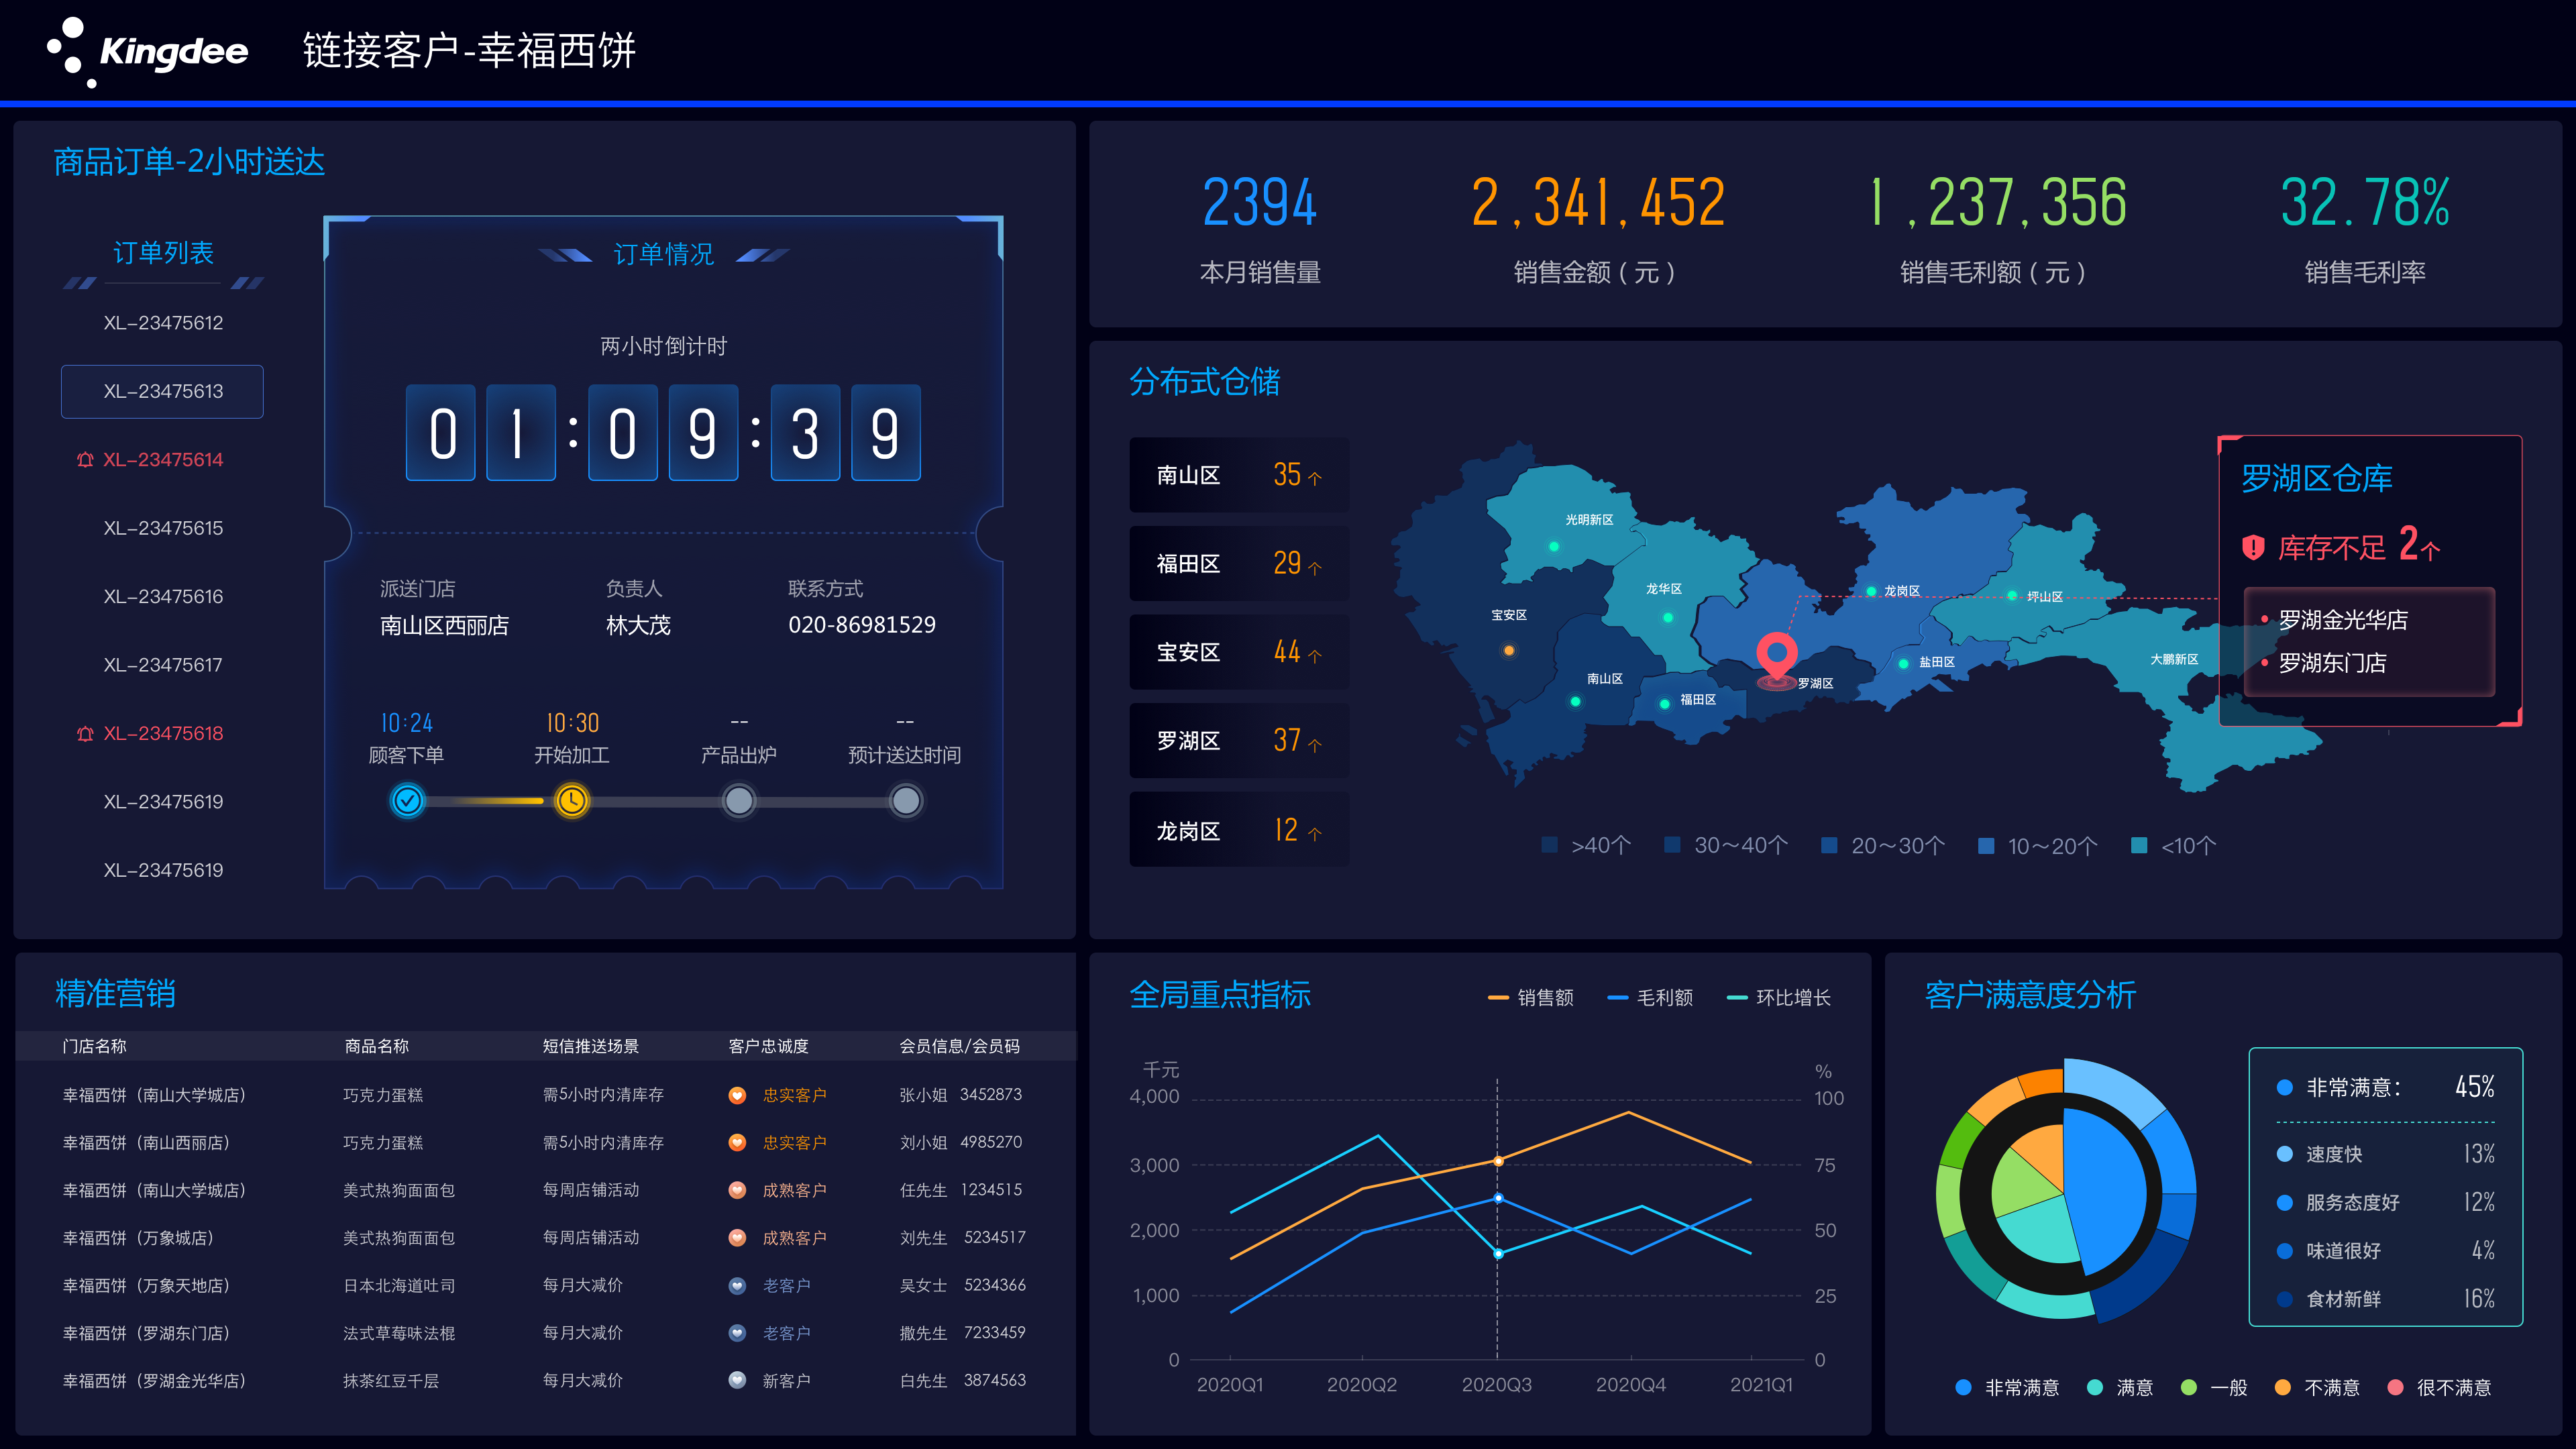 Kingdee 链接客户-幸福西饼
商品订单-2小时送达
订单列表
XL-23475612
XL-23475613
XL-23475614
XL-23475615
XL-23475616
XL-23475617
XL-23475618
XL-23475619
XL-23475619
订单情况
两小时倒计时
01:09:39
派送门店 负责人 联系方式
南山区西丽店 林大茂 020-86981529
10:24 10:30 -- --
顾客下单 开始加工 产品出炉 预计送达时间
2394 2,341,452 1,237,356 32.78%
本月销售量 销售金额(元) 销售毛利额(元) 销售毛利率
分布式仓储
南山区 35个
福田区 29个
宝安区 44个
罗湖区 37个
龙岗区 12个
光明新区
龙华区
宝安区
龙岗区
坪山区
大鹏新区
盐田区
南山区
福田区
罗湖区
罗湖区仓库
库存不足 2个
罗湖金光华店
罗湖东门店
>40个 30～40个 20～30个 10～20个 <10个
精准营销
门店名称 商品名称 短信推送场景 客户忠诚度 会员信息/会员码
幸福西饼（南山大学城店） 巧克力蛋糕 需5小时内清库存 忠实客户 张小姐 3452873
幸福西饼（南山西丽店） 巧克力蛋糕 需5小时内清库存 忠实客户 刘小姐 4985270
幸福西饼（南山大学城店） 美式热狗面面包 每周店铺活动 成熟客户 任先生 1234515
幸福西饼（万象城店） 美式热狗面面包 每周店铺活动 成熟客户 刘先生 5234517
幸福西饼（万象天地店） 日本北海道吐司 每月大减价 老客户 吴女士 5234366
幸福西饼（罗湖东门店） 法式草莓味法棍 每月大减价 老客户 撒先生 7233459
幸福西饼（罗湖金光华店） 抹茶红豆千层 每月大减价 新客户 白先生 3874563
全局重点指标
销售额 毛利额 环比增长
千元 %
4,000 100
3,000 75
2,000 50
1,000 25
0 0
2020Q1 2020Q2 2020Q3 2020Q4 2021Q1
客户满意度分析
非常满意： 45%
速度快 13%
服务态度好 12%
味道很好 4%
食材新鲜 16%
非常满意 满意 一般 不满意 很不满意